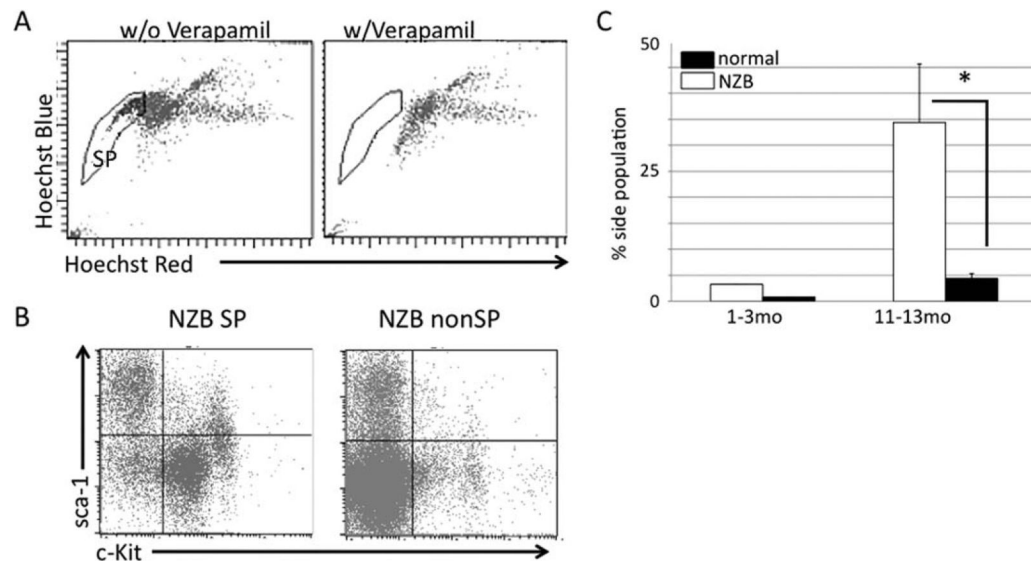 A
w/o Verapamil
w/Verapamil
Hoechst Blue
SP
Hoechst Red
B
NZB SP
NZB nonSP
sca-1
c-Kit
C
50
normal
NZB
*
25
% side population
0
1-3mo
11-13mo